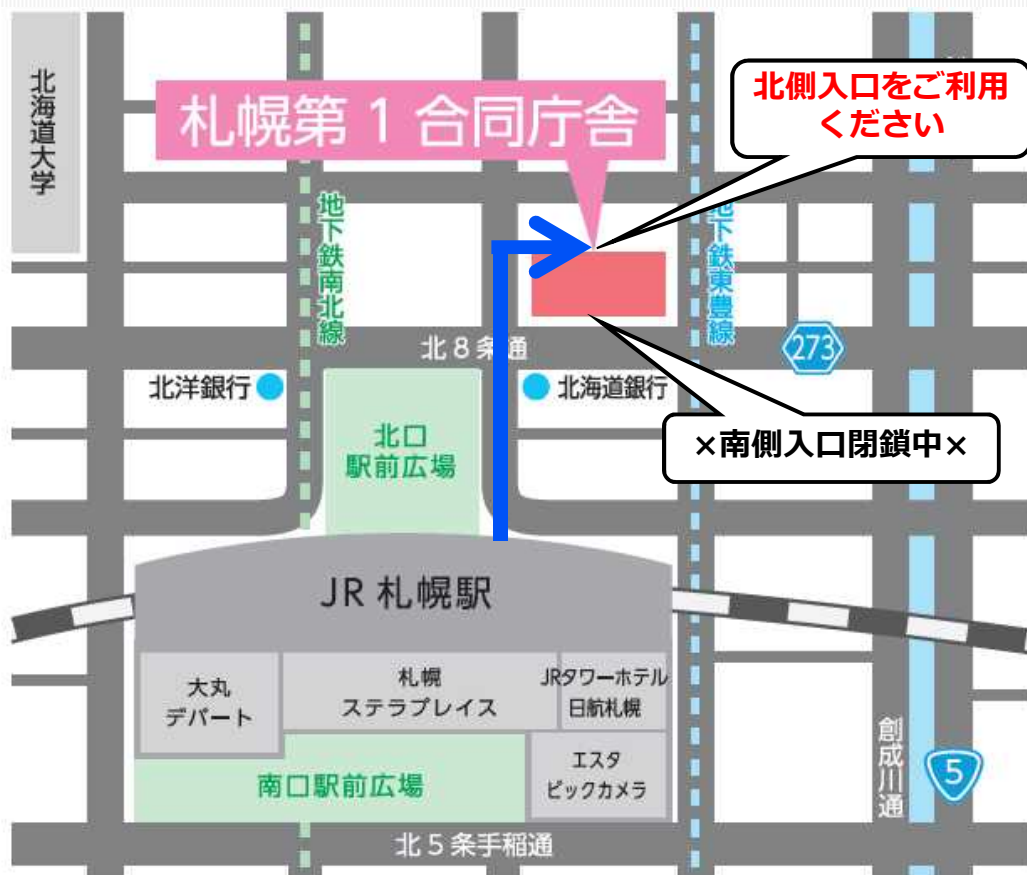 北海道大学
札幌第1合同庁舎
北側入口をご利用
ください
地下鉄南北線
地下鉄東豊線
北8条通
273
北洋銀行
北海道銀行
×南側入口閉鎖中×
北口
駅前広場
JR 札幌駅
大丸
デパート
札幌
ステラプレイス
JRタワーホテル
日航札幌
エスタ
ビックカメラ
南口駅前広場
創成川通
5
北5条手稲通